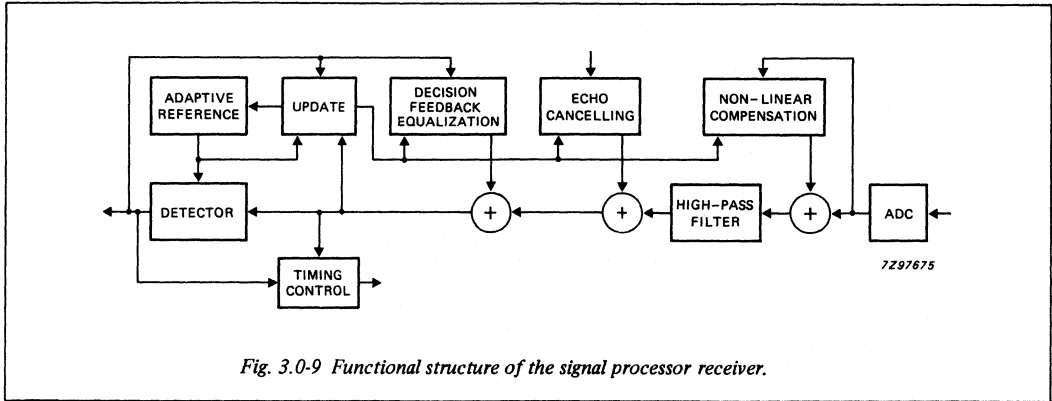 ADAPTIVE
REFERENCE
UPDATE
DECISION
FEEDBACK
EQUALIZATION
ECHO
CANCELLING
NON-LINEAR
COMPENSATION
DETECTOR
+
+
HIGH-PASS
FILTER
+
ADC
TIMING
CONTROL
7Z97675
Fig. 3.0-9 Functional structure of the signal processor receiver.